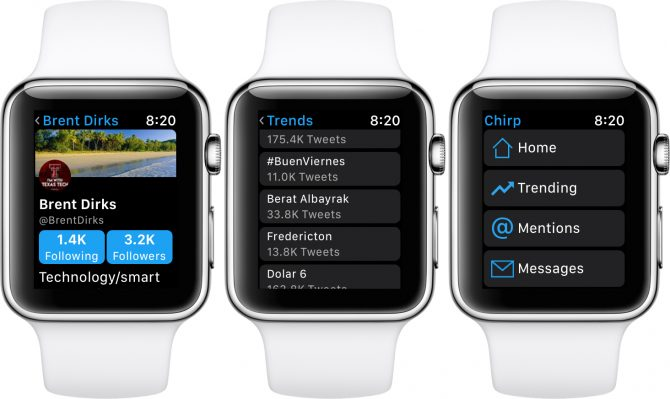 Brent Dirks 8:20
I'M WITH
TEXAS TECH
Brent Dirks
@BrentDirks
1.4K
Following
3.2K
Followers
Technology/smart
Trends 8:20
175.4K Tweets
#BuenViernes
11.0K Tweets
Berat Albayrak
33.8K Tweets
Fredericton
13.8K Tweets
Dolar 6
163.8K Tweets
Chirp 8:20
Home
Trending
Mentions
Messages